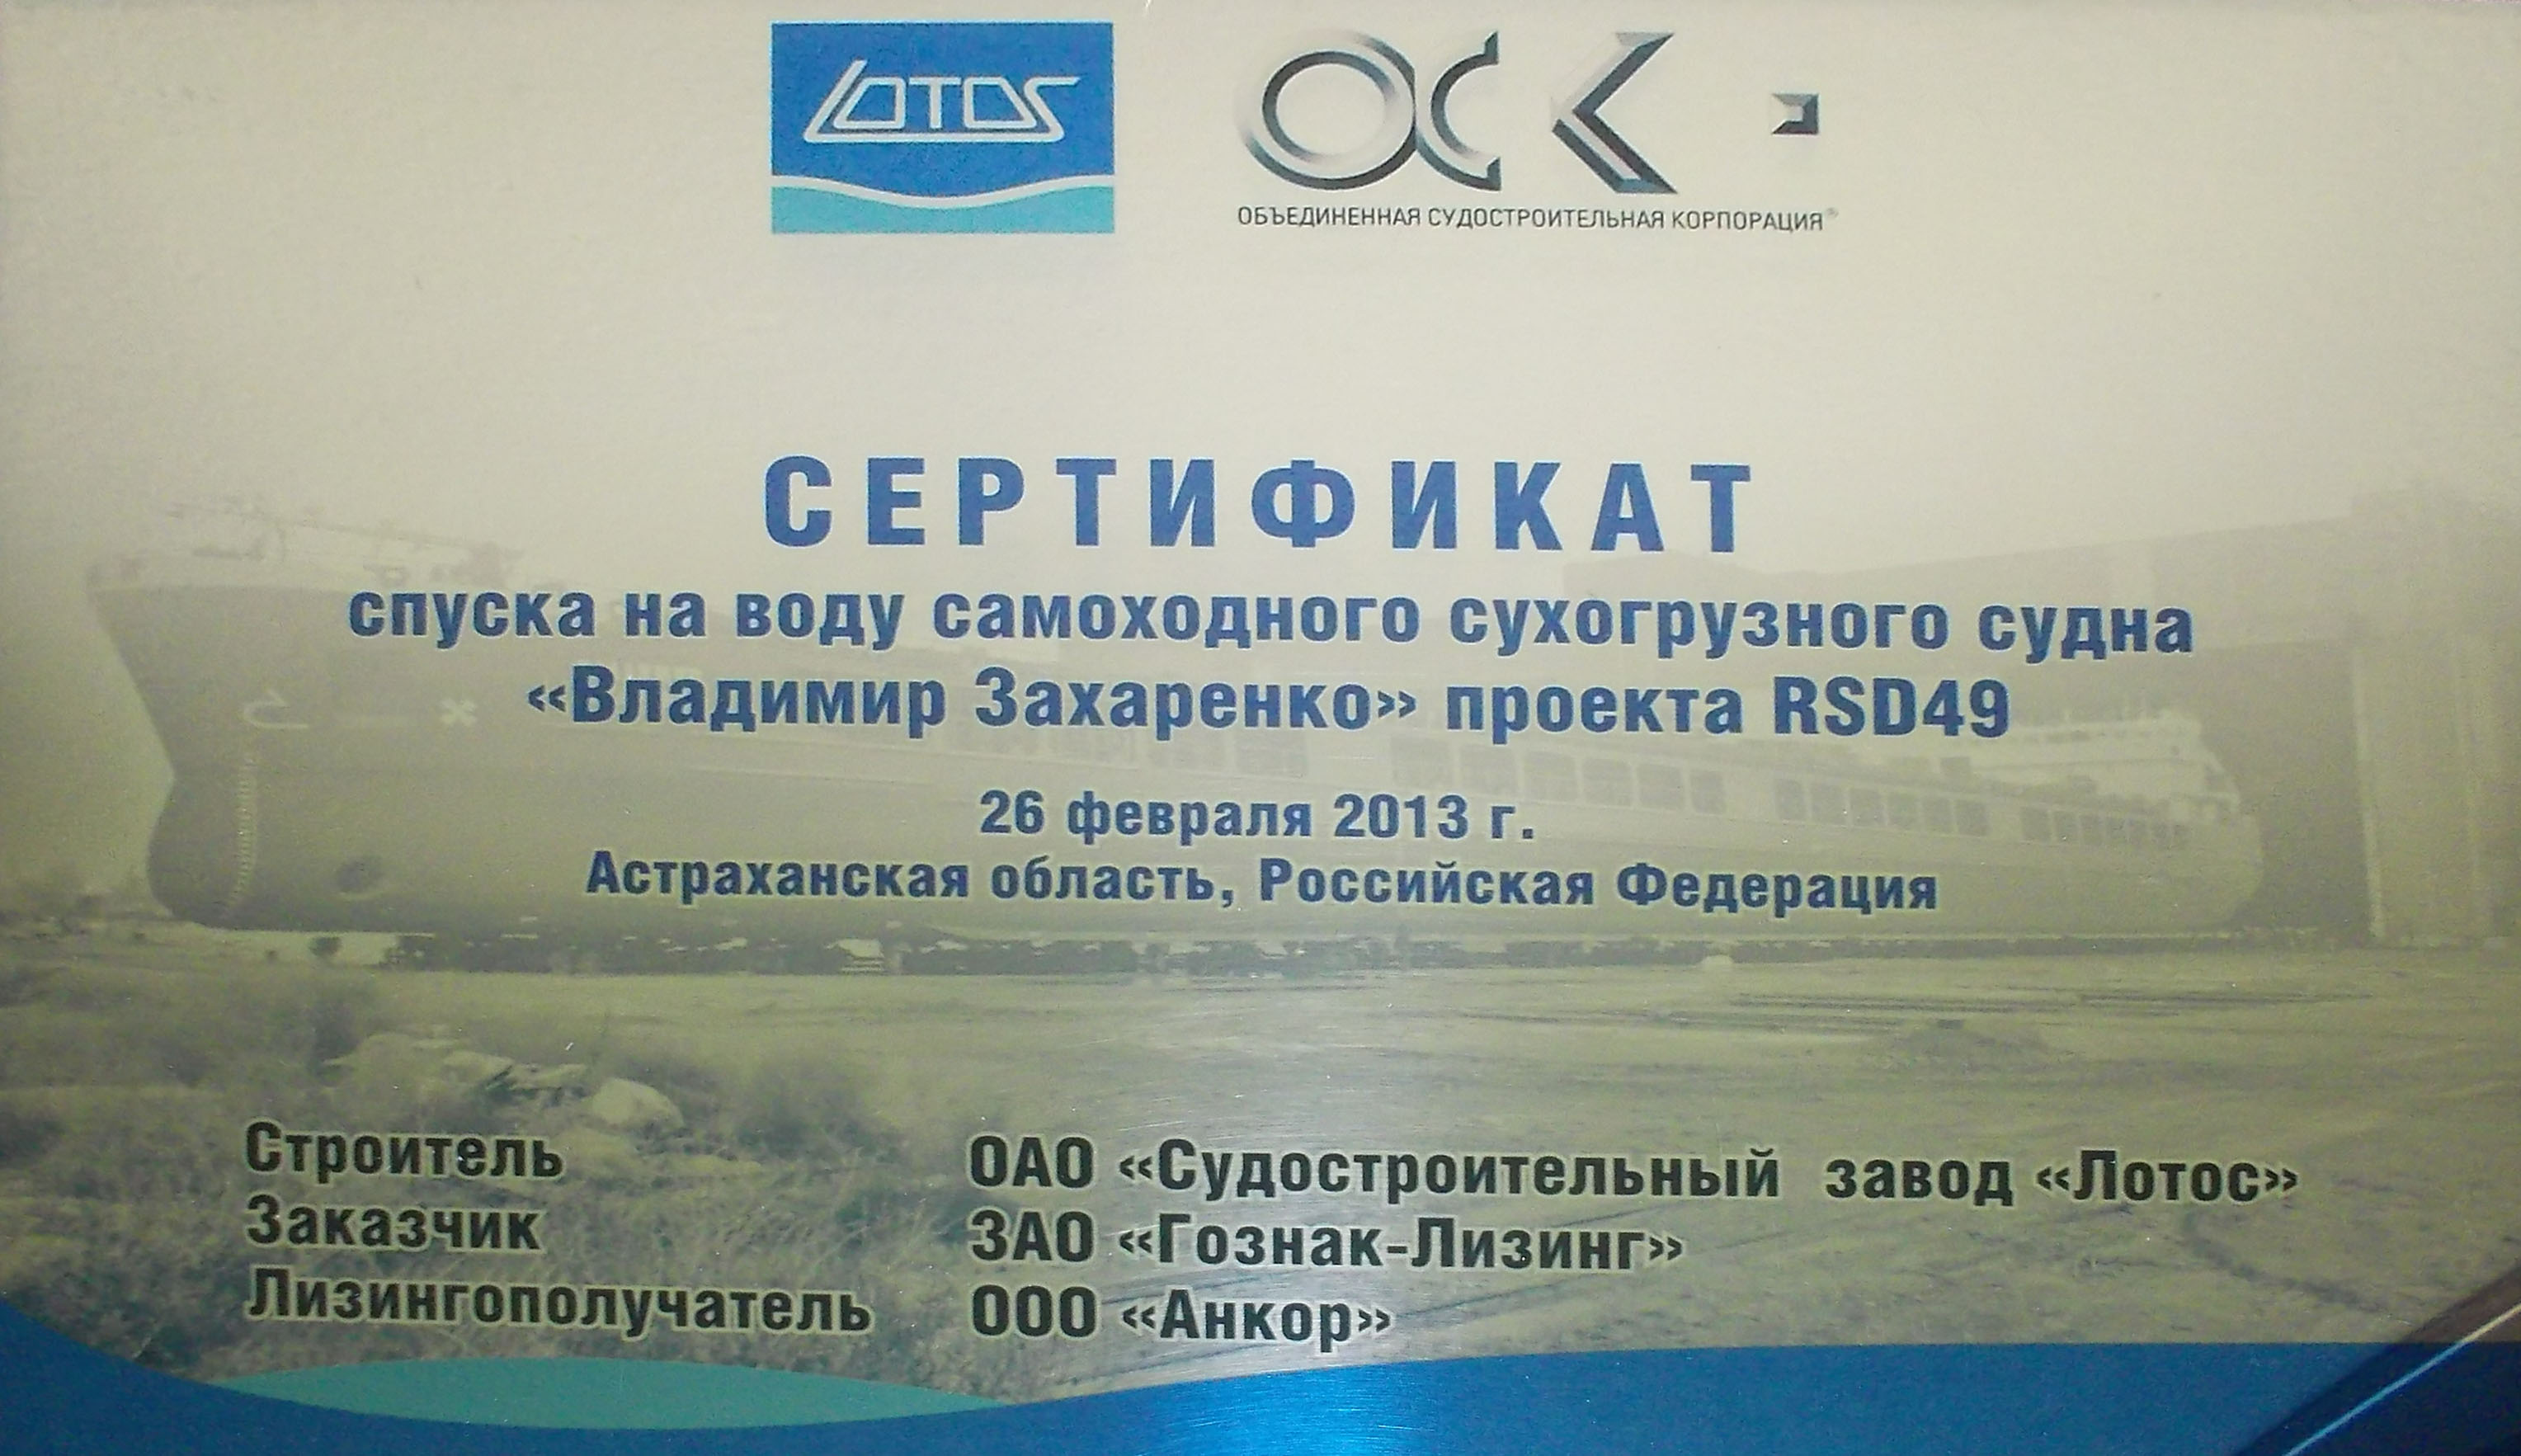 LOTOS
ОСК
ОБЪЕДИНЕННАЯ СУДОСТРОИТЕЛЬНАЯ КОРПОРАЦИЯ®
СЕРТИФИКАТ
спуска на воду самоходного сухогрузного судна
«Владимир Захаренко» проекта RSD49
26 февраля 2013 г.
Астраханская область, Российская Федерация
Строитель ОАО «Судостроительный завод «Лотос»
Заказчик ЗАО «Гознак-Лизинг»
Лизингополучатель ООО «Анкор»